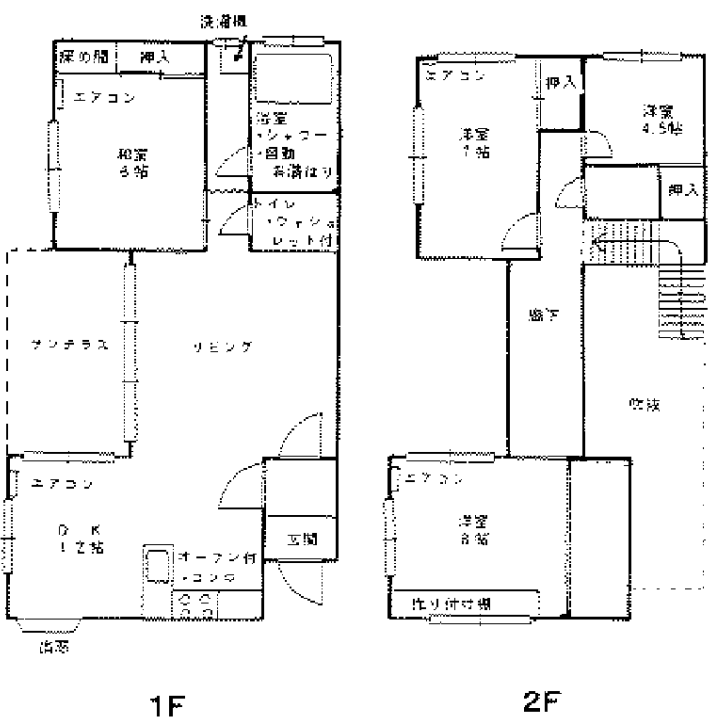 洗濯機
床の間
押入
エアコン
和室
6帖
浴室
・シャワー
・自動
お湯はり
トイレ
・ウォシュ
レット付
サンテラス
リビング
エアコン
DK
12帖
オーブン付
・コンロ
玄関
出窓
1F
エアコン
押入
洋室
7帖
洋室
4.5帖
押入
廊下
吹抜
エアコン
洋室
8帖
作り付け棚
2F